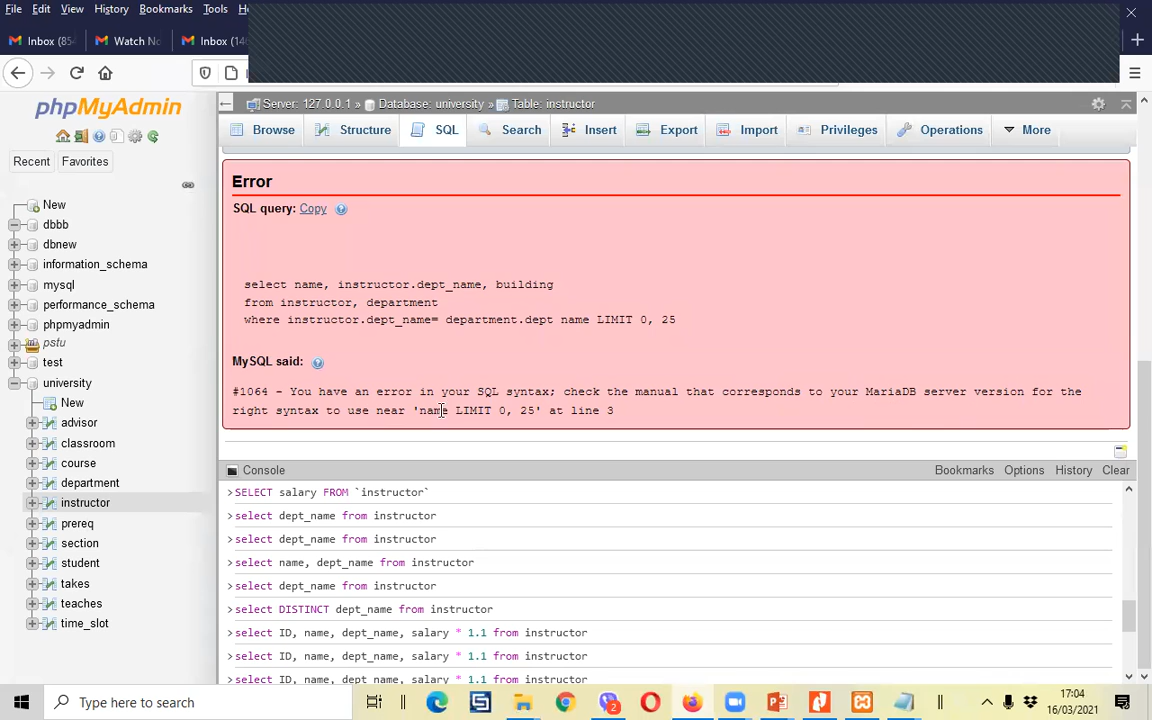 File Edit View History Bookmarks Tools
Inbox (85 Watch No Inbox (146
phpMyAdmin
Recent Favorites
New
dbbb
dbnew
information_schema
mysql
performance_schema
phpmyadmin
pstu
test
university
New
advisor
classroom
course
department
instructor
prereq
section
student
takes
teaches
time_slot
Server: 127.0.0.1 » Database: university » Table: instructor
Browse Structure SQL Search Insert Export Import Privileges Operations More
Error
SQL query: Copy
select name, instructor.dept_name, building
from instructor, department
where instructor.dept_name= department.dept name LIMIT 0, 25
MySQL said:
#1064 - You have an error in your SQL syntax; check the manual that corresponds to your MariaDB server version for the
right syntax to use near 'name LIMIT 0, 25' at line 3
Console Bookmarks Options History Clear
>SELECT salary FROM `instructor`
>select dept_name from instructor
>select dept_name from instructor
>select name, dept_name from instructor
>select dept_name from instructor
>select DISTINCT dept_name from instructor
>select ID, name, dept_name, salary * 1.1 from instructor
>select ID, name, dept_name, salary * 1.1 from instructor
>select ID, name, dept_name, salary * 1.1 from instructor
Type here to search
2
17:04
16/03/2021